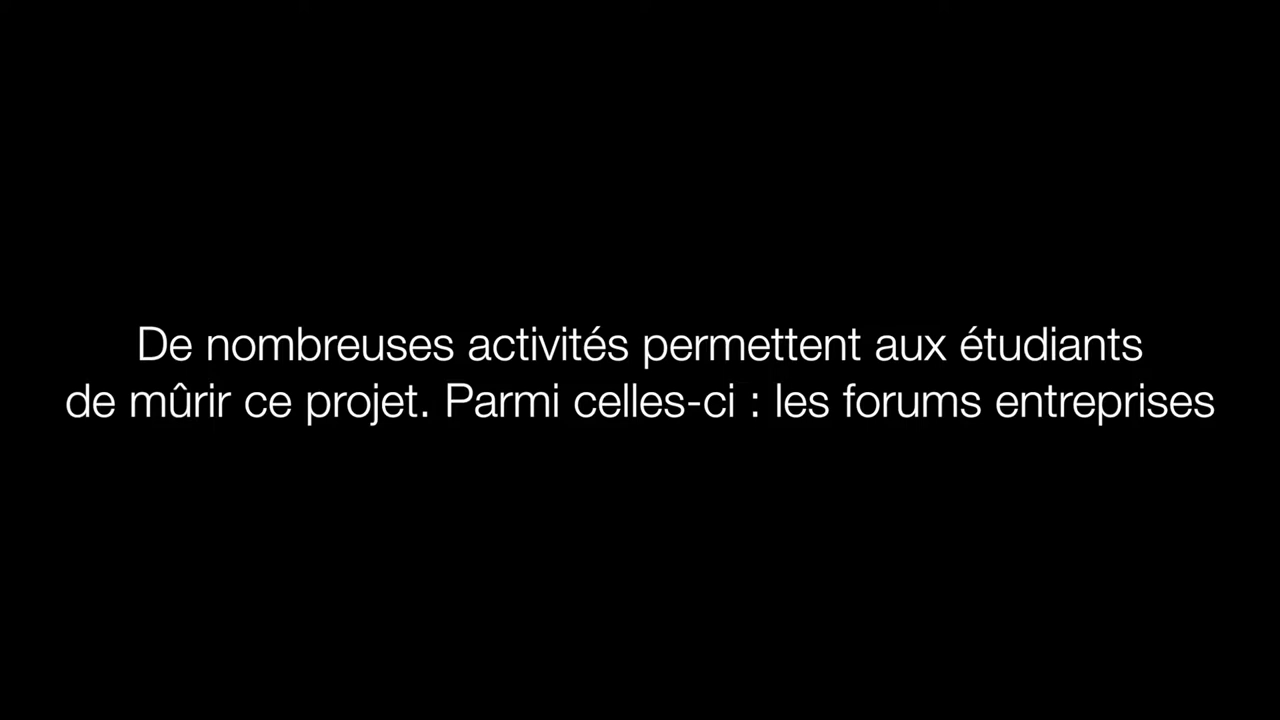 De nombreuses activités permettent aux étudiants
de mûrir ce projet. Parmi celles-ci : les forums entreprises